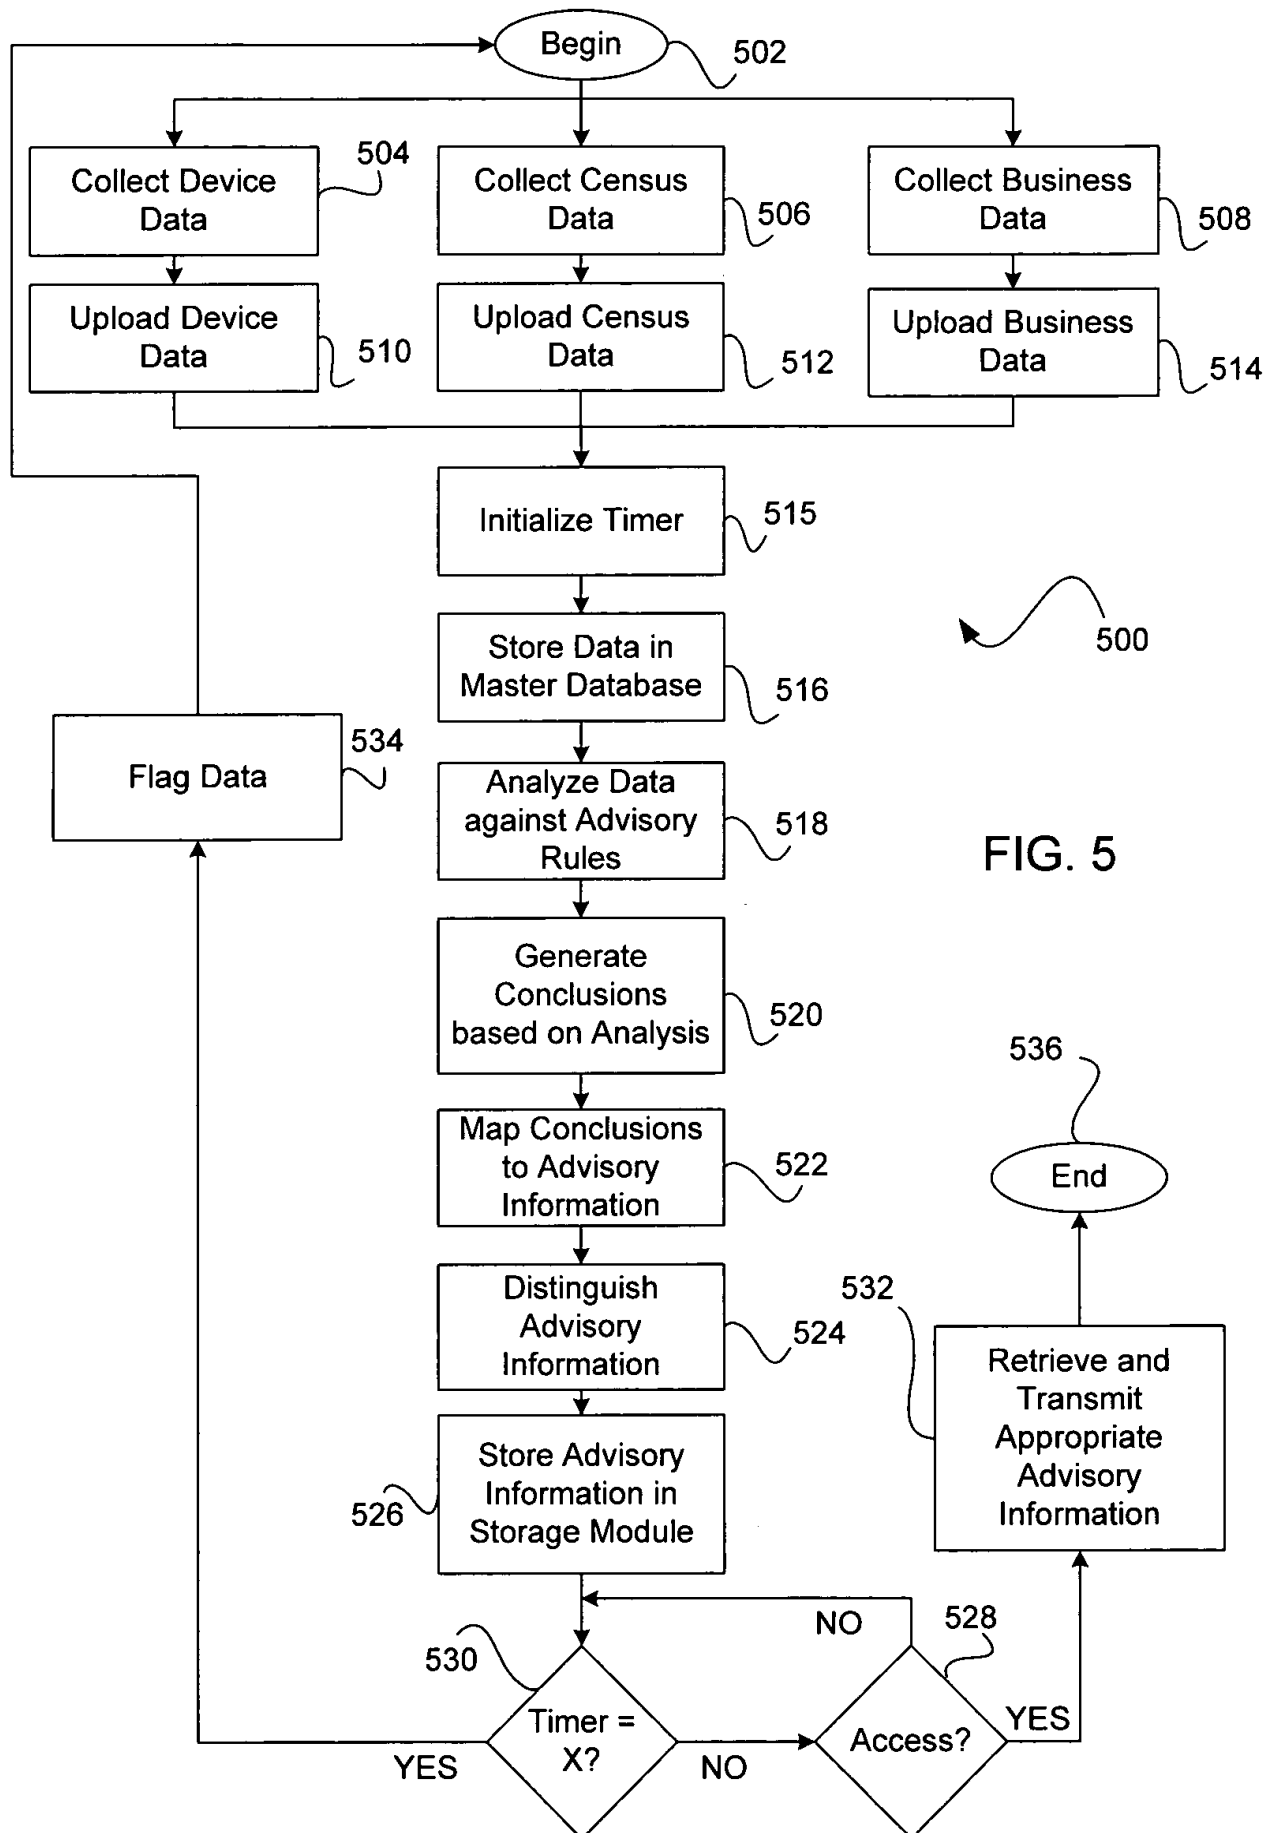 Begin
502
Collect Device
Data
504
Collect Census
Data
506
Collect Business
Data
508
Upload Device
Data
510
Upload Census
Data
512
Upload Business
Data
514
Initialize Timer
515
500
Store Data in
Master Database
516
Flag Data
534
Analyze Data
against Advisory
Rules
518
FIG. 5
Generate
Conclusions
based on Analysis
520
Map Conclusions
to Advisory
Information
522
536
End
Distinguish
Advisory
Information
524
532
Retrieve and
Transmit
Appropriate
Advisory
Information
Store Advisory
Information in
Storage Module
526
530
Timer =
X?
YES
NO
528
Access?
NO
YES